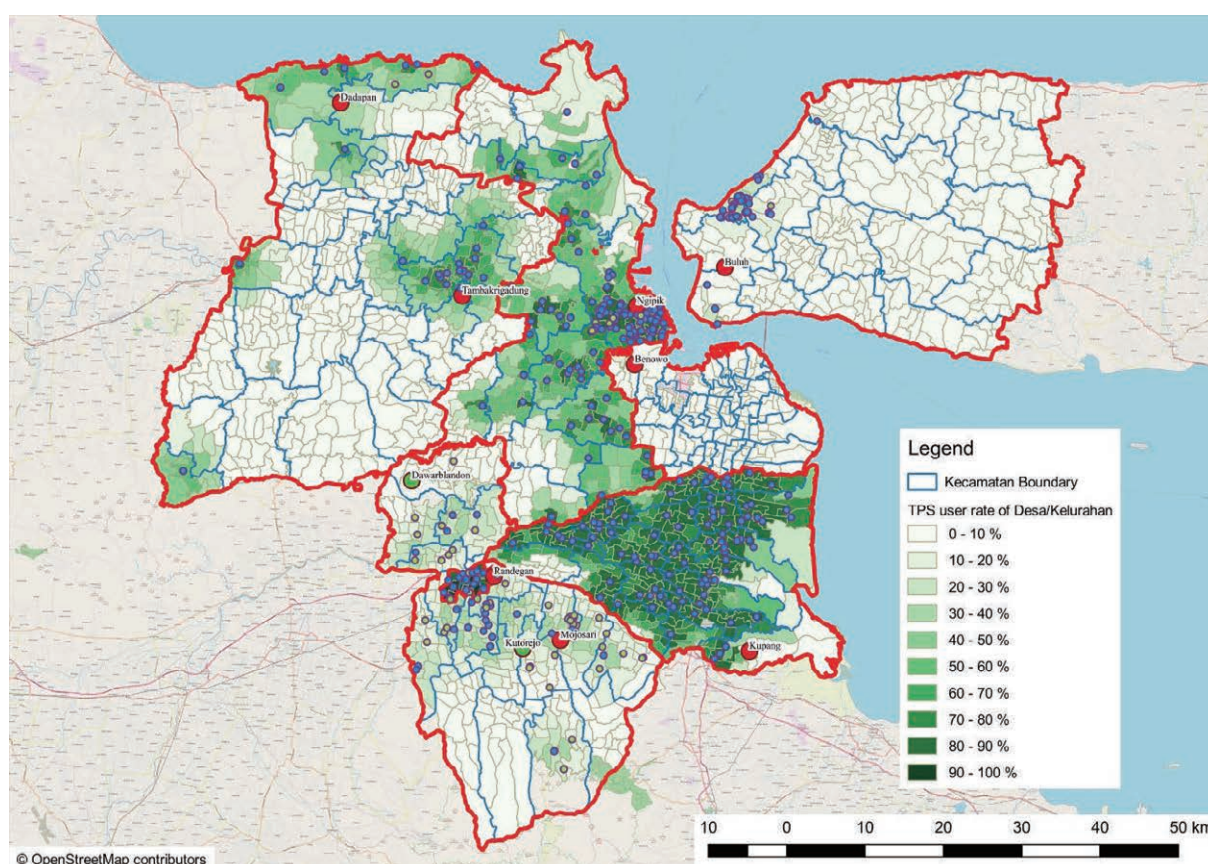 Dadapan
Tambakrigadung
Ngipik
Buluh
Benowo
Dawarblandon
Randegan
Kutorejo
Mojosari
Kupang
Legend
Kecamatan Boundary
TPS user rate of Desa/Kelurahan
0 - 10 %
10 - 20 %
20 - 30 %
30 - 40 %
40 - 50 %
50 - 60 %
60 - 70 %
70 - 80 %
80 - 90 %
90 - 100 %
10 0 10 20 30 40 50 km
© OpenStreetMap contributors